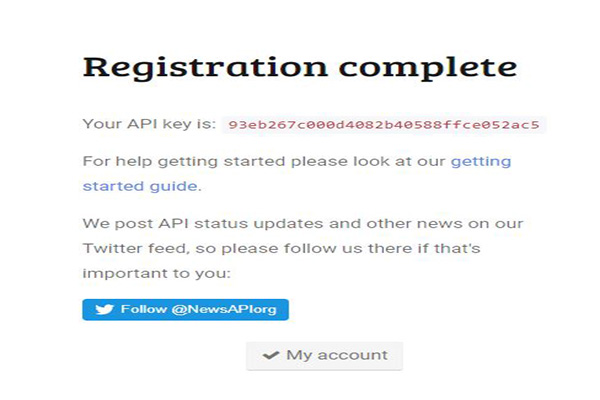 Registration complete
Your API key is: 93eb267c000d4082b40588ffce052ac5
For help getting started please look at our getting
started guide.
We post API status updates and other news on our
Twitter feed, so please follow us there if that's
important to you:
Follow @NewsAPIorg
My account